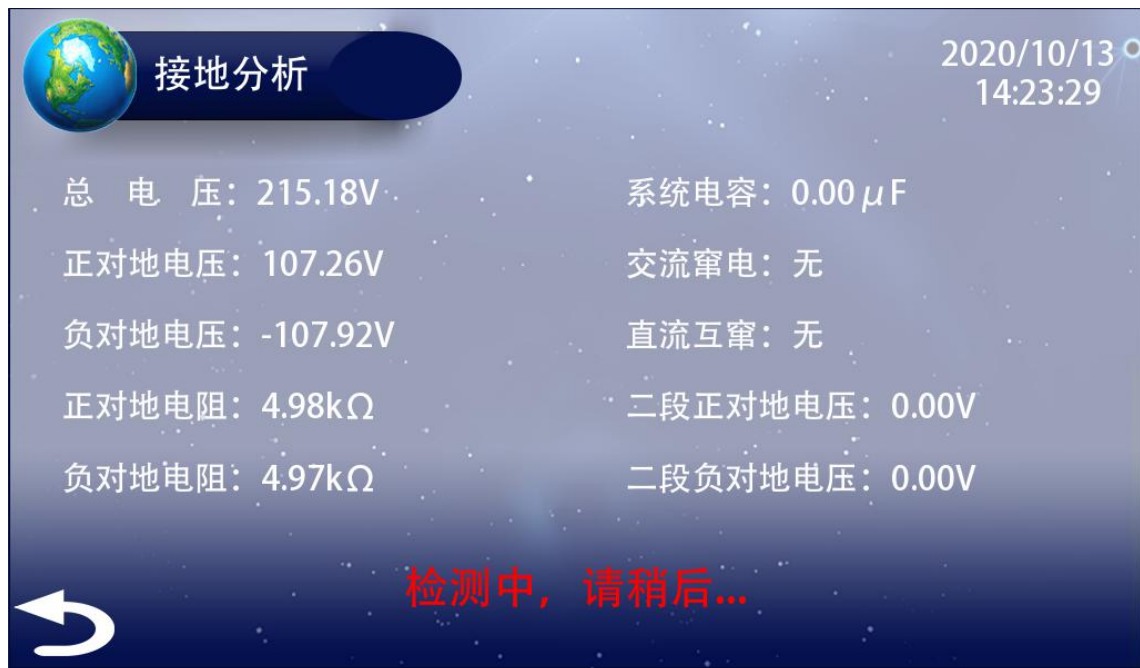 接地分析
2020/10/13
14:23:29
总 电 压：215.18V
系统电容：0.00μF
正对地电压：107.26V
交流窜电：无
负对地电压：-107.92V
直流互窜：无
正对地电阻：4.98kΩ
二段正对地电压：0.00V
负对地电阻：4.97kΩ
二段负对地电压：0.00V
检测中，请稍后...